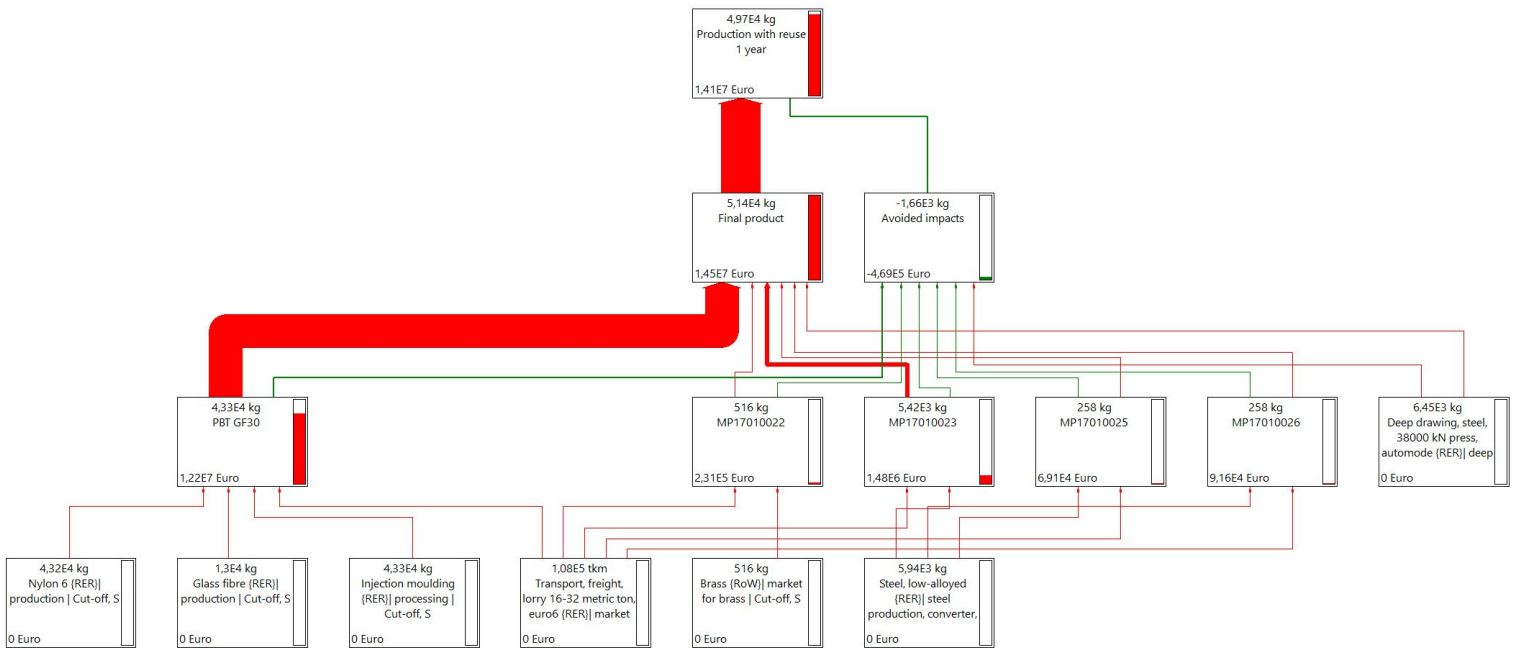 4,97E4 kg
Production with reuse
1 year
1,41E7 Euro
5,14E4 kg
Final product
1,45E7 Euro
-1,66E3 kg
Avoided impacts
-4,69E5 Euro
4,33E4 kg
PBT GF30
1,22E7 Euro
516 kg
MP17010022
2,31E5 Euro
5,42E3 kg
MP17010023
1,48E6 Euro
258 kg
MP17010025
6,91E4 Euro
258 kg
MP17010026
9,16E4 Euro
6,45E3 kg
Deep drawing, steel,
38000 kN press,
automode {RER}| deep
0 Euro
4,32E4 kg
Nylon 6 {RER}|
production | Cut-off, S
0 Euro
1,3E4 kg
Glass fibre {RER}|
production | Cut-off, S
0 Euro
4,33E4 kg
Injection moulding
{RER}| processing |
Cut-off, S
0 Euro
1,08E5 tkm
Transport, freight,
lorry 16-32 metric ton,
euro6 {RER}| market
0 Euro
516 kg
Brass {RoW}| market
for brass | Cut-off, S
0 Euro
5,94E3 kg
Steel, low-alloyed
{RER}| steel
production, converter,
0 Euro